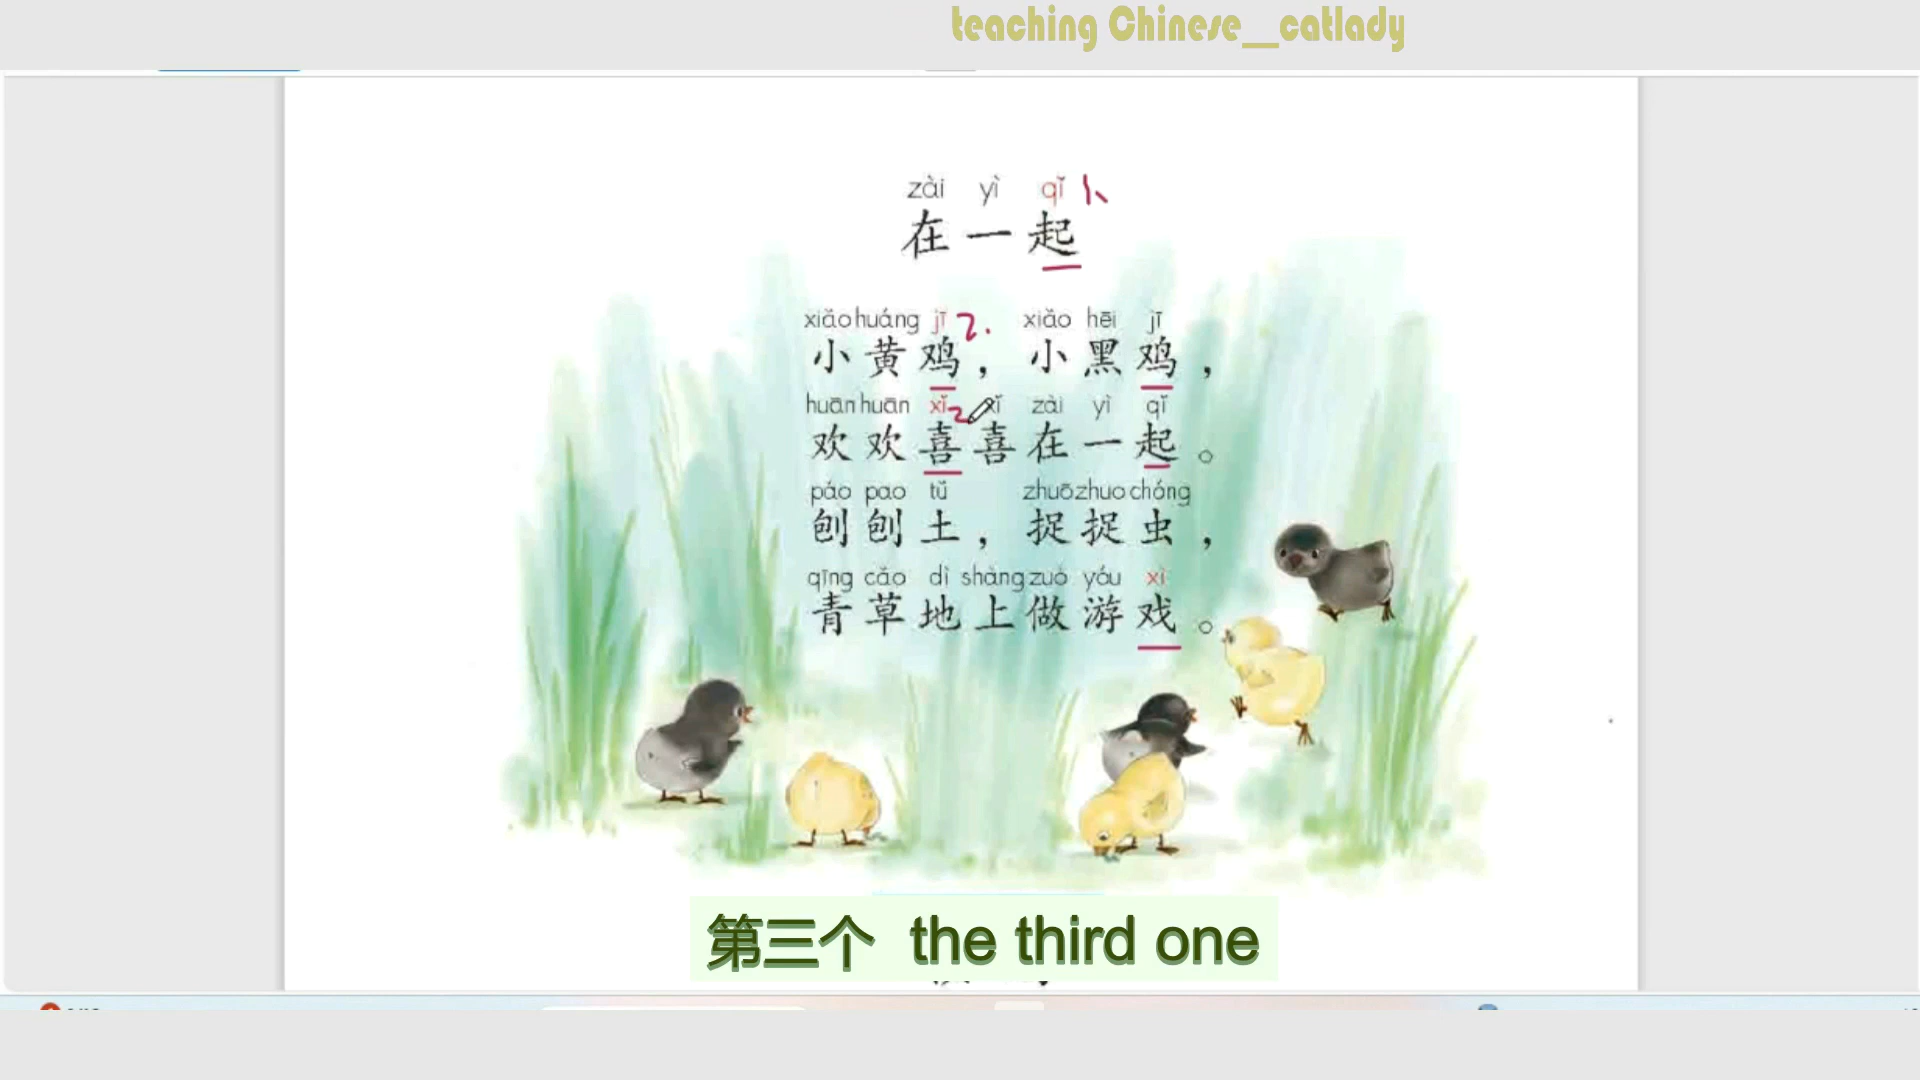 teaching Chinese__catlady
zài yì qǐ 1、
在一起
xiǎo huáng jī 2. xiǎo hēi jī
小黄鸡，小黑鸡，
huān huān xǐ xǐ zài yì qǐ
欢欢喜喜在一起。
páo pao tǔ zhuō zhuo chóng
刨刨土，捉捉虫，
qīng cǎo dì shàng zuò yóu xì
青草地上做游戏。
第三个 the third one